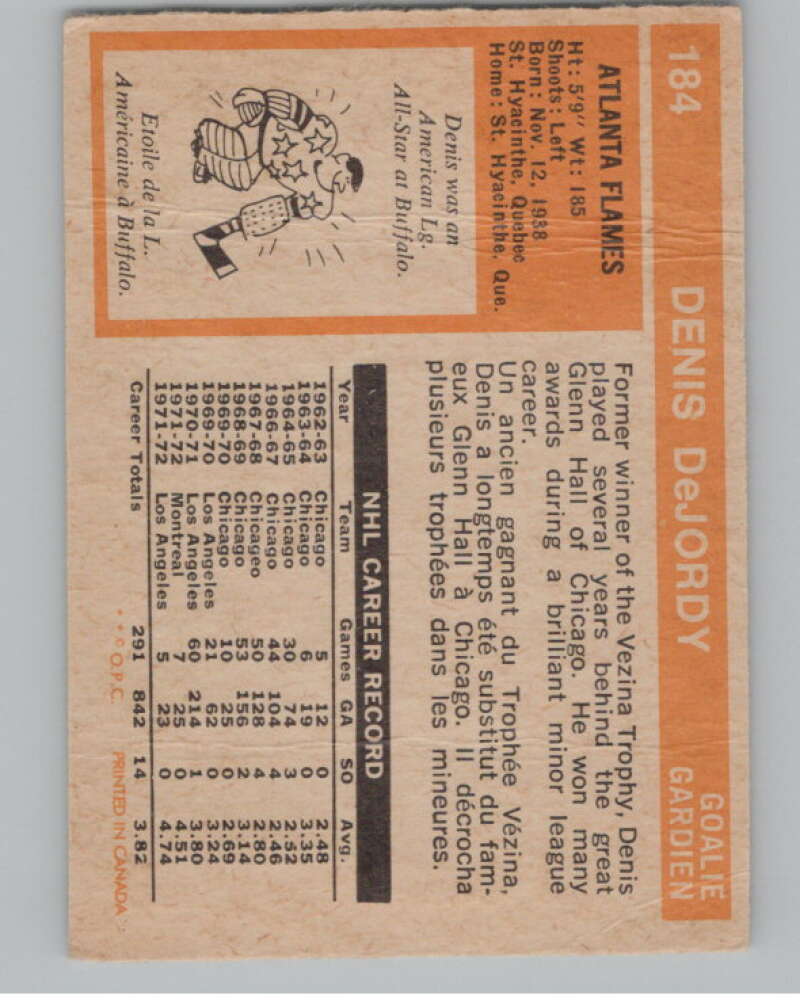 184 DENIS DeJORDY GOALIE
GARDIEN
ATLANTA FLAMES
Ht: 5'9" Wt: 185
Shoots: Left
Born: Nov. 12, 1938
St. Hyacinthe, Quebec
Home: St. Hyacinthe, Que.
Denis was an
American Lg.
All-Star at Buffalo.
Etoile de la L.
Américaine à Buffalo.
Former winner of the Vezina Trophy, Denis
played several years behind the great
Glenn Hall of Chicago. He won many
awards during a brilliant minor league
career.
Un ancien gagnant du Trophée Vézina,
Denis a longtemps été substitut du fam-
eux Glenn Hall à Chicago. Il décrocha
plusieurs trophées dans les mineures.
NHL CAREER RECORD
Year Team Games GA SO Avg.
1962-63 Chicago 5 12 0 2.48
1963-64 Chicago 6 19 0 3.35
1964-65 Chicago 30 74 3 2.52
1966-67 Chicago 44 104 4 2.46
1967-68 Chicageo 50 128 4 2.80
1968-69 Chicago 53 156 2 3.14
1969-70 Chicago 10 25 0 2.69
1969-70 Los Angeles 21 62 0 3.24
1970-71 Los Angeles 60 214 1 3.80
1971-72 Montreal 7 25 0 4.51
1971-72 Los Angeles 5 23 0 4.74
Career Totals 291 842 14 3.82
* * © O.P.C. PRINTED IN CANADA